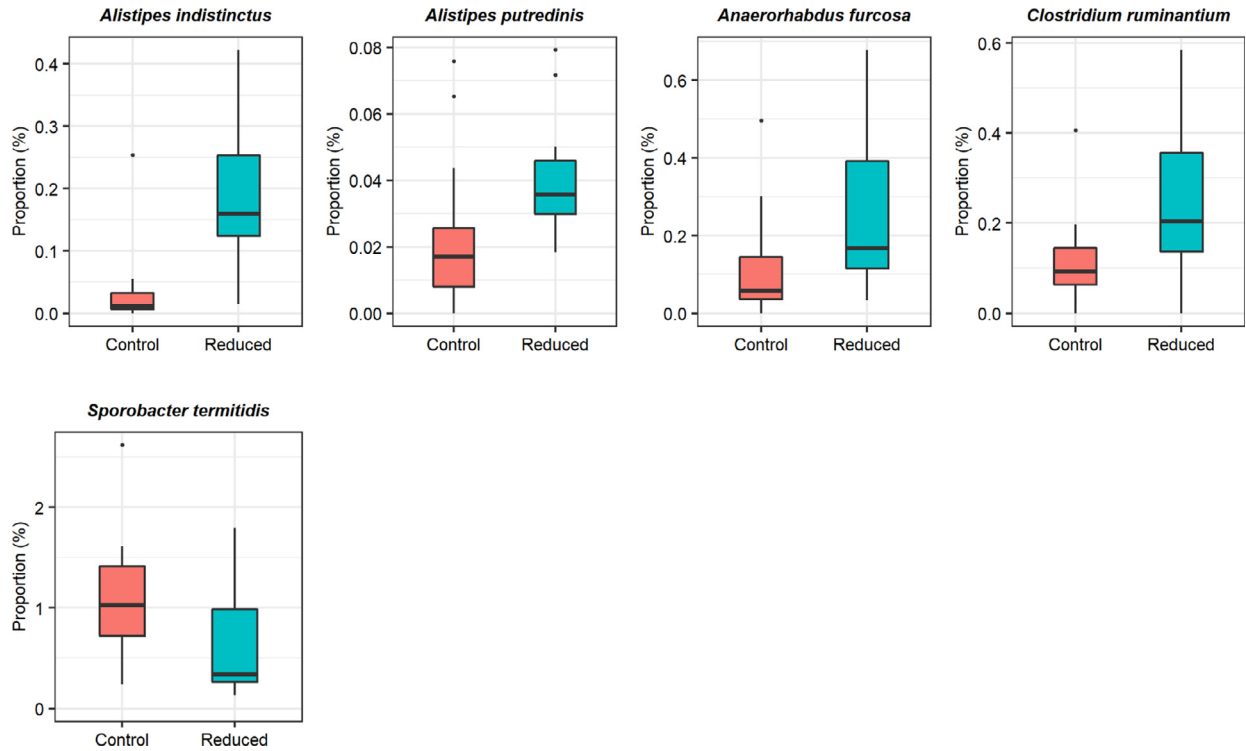 Alistipes indistinctus
Alistipes putredinis
Anaerorhabdus furcosa
Clostridium ruminantium
Proportion (%)
0.4
0.3
0.2
0.1
0.0
Control Reduced
Proportion (%)
0.08
0.06
0.04
0.02
0.00
Control Reduced
Proportion (%)
0.6
0.4
0.2
0.0
Control Reduced
Proportion (%)
0.6
0.4
0.2
0.0
Control Reduced
Sporobacter termitidis
Proportion (%)
2
1
0
Control Reduced